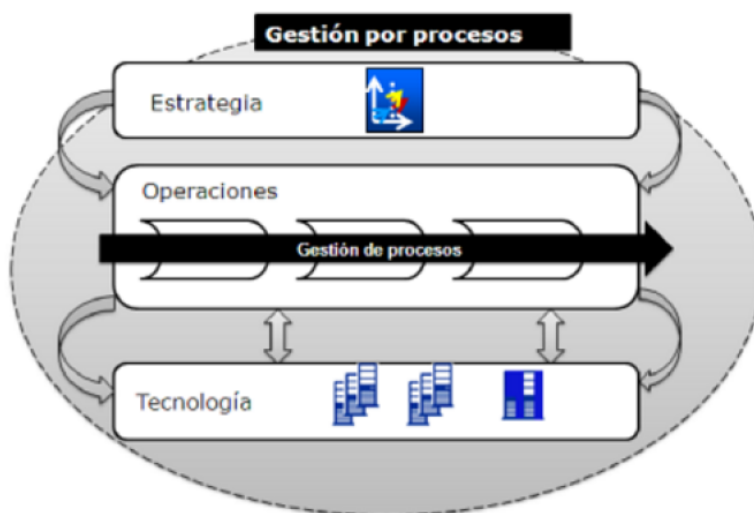 Gestión por procesos
Estrategia
Operaciones
Gestión de procesos
Tecnología